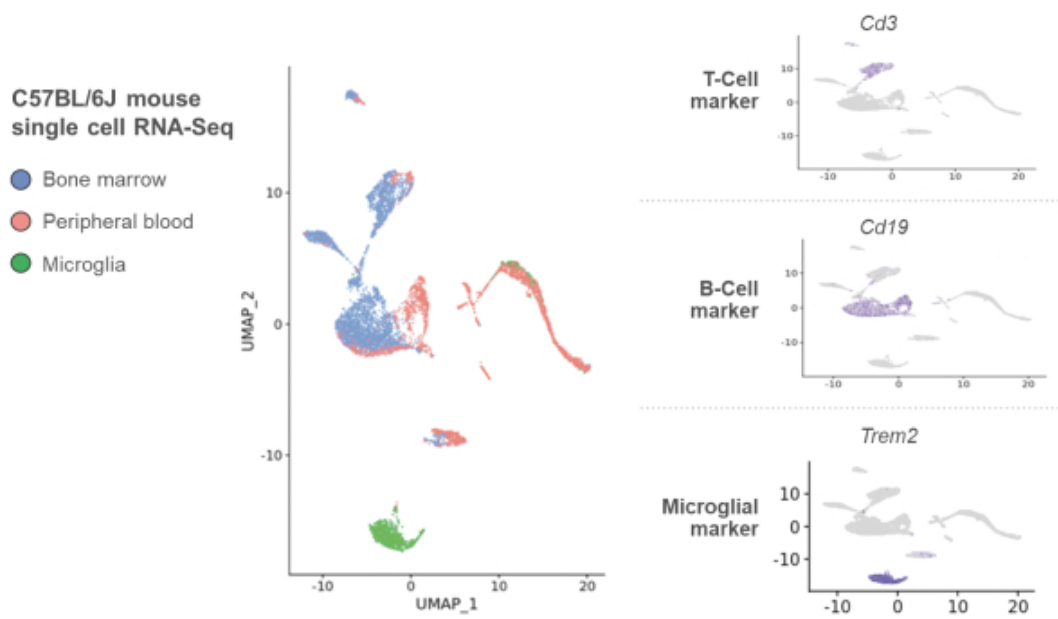 C57BL/6J mouse
single cell RNA-Seq
Bone marrow
Peripheral blood
Microglia
UMAP_2
10
0
-10
-10
0
10
20
UMAP_1
Cd3
T-Cell
marker
10
0
-10
-10
0
10
20
Cd19
B-Cell
marker
10
0
-10
-10
0
10
20
Trem2
Microglial
marker
10
0
-10
-10
0
10
20